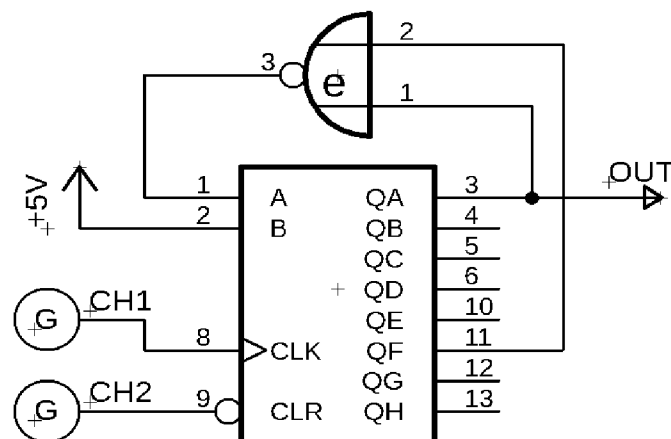 2
3
e
1
OUT
+5V
1 A QA 3
2 B QB 4
QC 5
QD 6
CH1
G
QE 10
8 CLK QF 11
QG 12
CH2
G
9 CLR QH 13